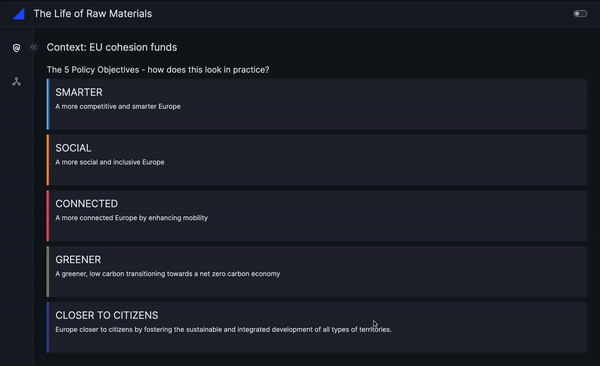 The Life of Raw Materials
Context: EU cohesion funds
The 5 Policy Objectives - how does this look in practice?
SMARTER
A more competitive and smarter Europe
SOCIAL
A more social and inclusive Europe
CONNECTED
A more connected Europe by enhancing mobility
GREENER
A greener, low carbon transitioning towards a net zero carbon economy
CLOSER TO CITIZENS
Europe closer to citizens by fostering the sustainable and integrated development of all types of territories.